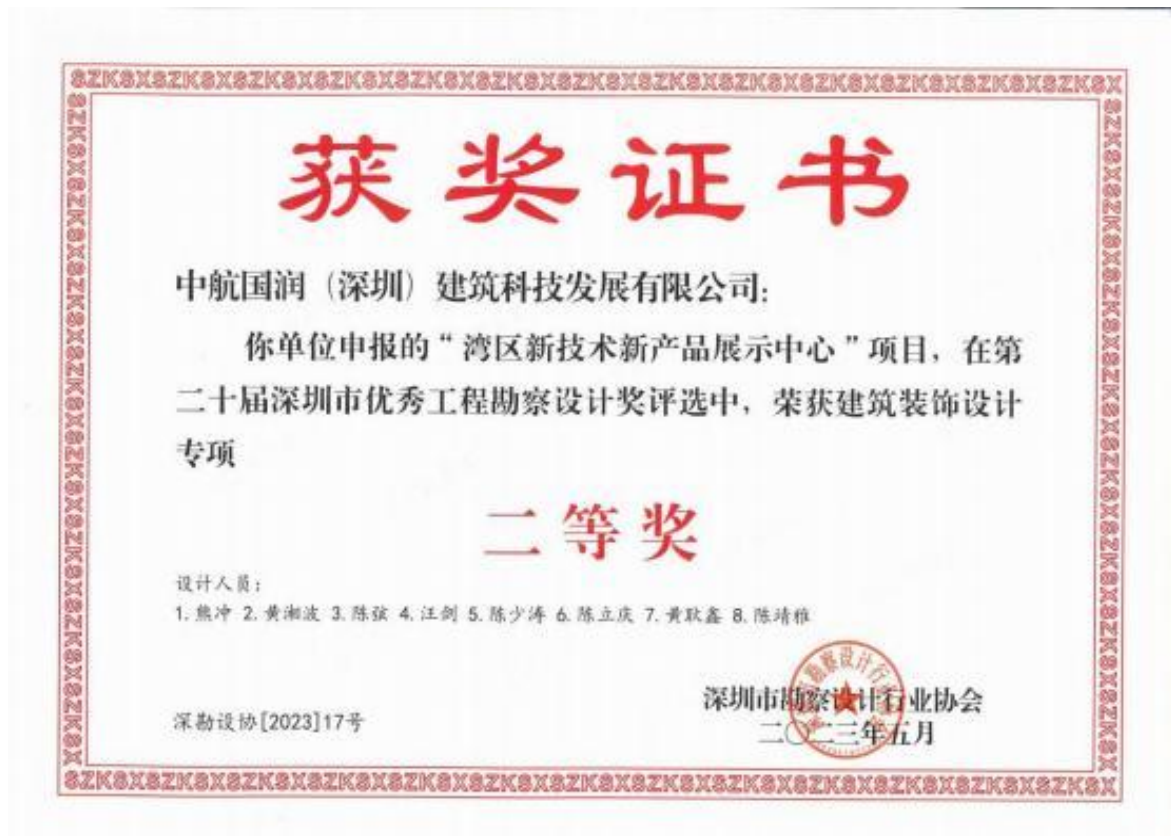 获奖证书
中航国润（深圳）建筑科技发展有限公司:
你单位申报的“湾区新技术新产品展示中心”项目，在第
二十届深圳市优秀工程勘察设计奖评选中，荣获建筑装饰设计
专项
二等奖
设计人员:
1.熊冲 2.黄湘波 3.陈弦 4.汪剑 5.陈少涛 6.陈立庆 7.黄耿鑫 8.陈靖雅
深圳市勘察设计行业协会
深勘设协[2023]17号
二〇二三年五月